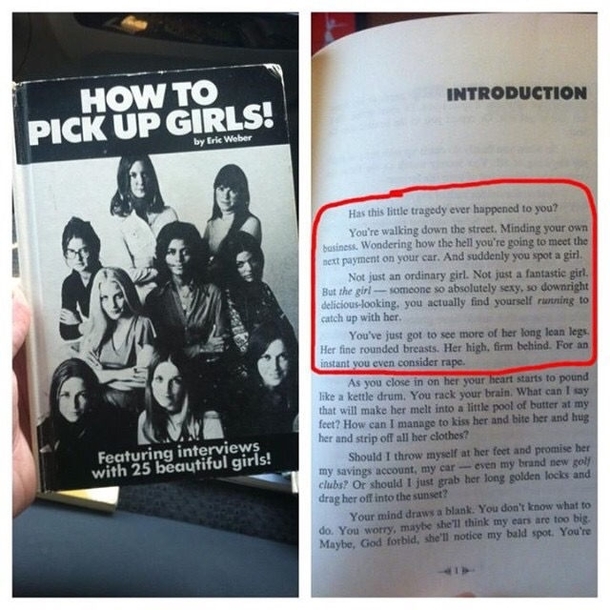 HOW TO
PICK UP GIRLS!
by Eric Weber
Featuring interviews
with 25 beautiful girls!
INTRODUCTION
Has this little tragedy ever happened to you?
You're walking down the street. Minding your own
business. Wondering how the hell you're going to meet the
next payment on your car. And suddenly you spot a girl.
Not just an ordinary girl. Not just a fantastic girl.
But the girl — someone so absolutely sexy, so downright
delicious-looking, you actually find yourself running to
catch up with her.
You've just got to see more of her long lean legs.
Her fine rounded breasts. Her high, firm behind. For an
instant you even consider rape.
As you close in on her your heart starts to pound
like a kettle drum. You rack your brain. What can I say
that will make her melt into a little pool of butter at my
feet? How can I manage to kiss her and bite her and hug
her and strip off all her clothes?
Should I throw myself at her feet and promise her
my savings account, my car — even my brand new golf
clubs? Or should I just grab her long golden locks and
drag her off into the sunset?
Your mind draws a blank. You don't know what to
do. You worry, maybe she'll think my ears are too big.
Maybe, God forbid, she'll notice my bald spot. You're
1